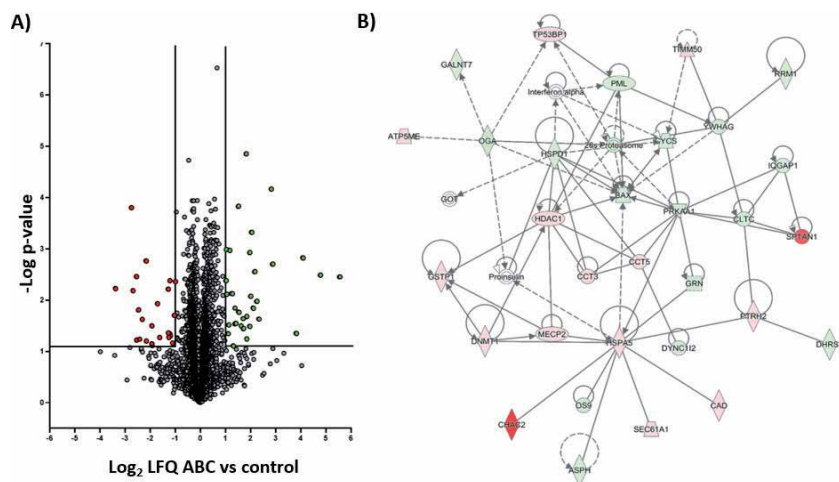 A)
B)
-Log p-value
7
6
5
4
3
2
1
0
-6
-5
-4
-3
-2
-1
0
1
2
3
4
5
6
Log₂ LFQ ABC vs control
TP53BP1
TIMM50
GALNT7
RRM1
PML
Interferon alpha
YWHAG
ATP5ME
OGA
26s Proteasome
CYCS
HSPD1
IQGAP1
BAX
GOT
PRKAA1
HDAC1
CLTC
SPTAN1
CCT5
GSTP1
Proinsulin
CCT3
GRN
PTRH2
DNMT1
MECP2
HSPA5
DYNC1I2
DHRS
OS9
CAD
CHAC2
SEC61A1
ASPH